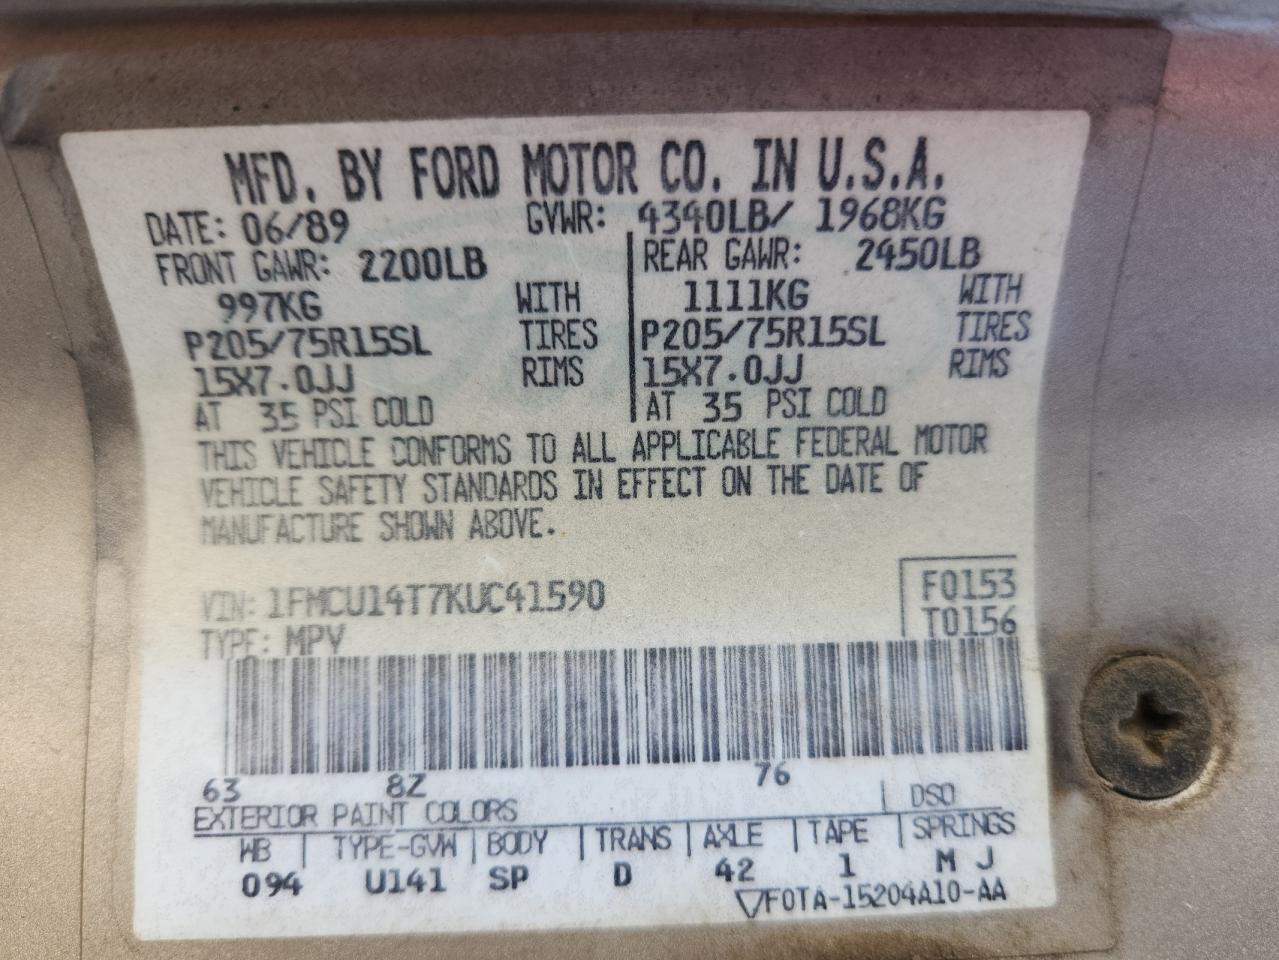 MFD. BY FORD MOTOR CO. IN U.S.A.
DATE: 06/89 GVWR: 4340LB/ 1968KG
FRONT GAWR: 2200LB REAR GAWR: 2450LB
997KG WITH 1111KG WITH
P205/75R15SL TIRES P205/75R15SL TIRES
15X7.0JJ RIMS 15X7.0JJ RIMS
AT 35 PSI COLD AT 35 PSI COLD
THIS VEHICLE CONFORMS TO ALL APPLICABLE FEDERAL MOTOR
VEHICLE SAFETY STANDARDS IN EFFECT ON THE DATE OF
MANUFACTURE SHOWN ABOVE.
VIN: 1FMCU14T7KUC41590 F0153
TYPE: MPV T0156
63 8Z 76
EXTERIOR PAINT COLORS DSO
WB TYPE-GVW BODY TRANS AXLE TAPE SPRINGS
094 U141 SP D 42 1 M J
▽F0TA-15204A10-AA